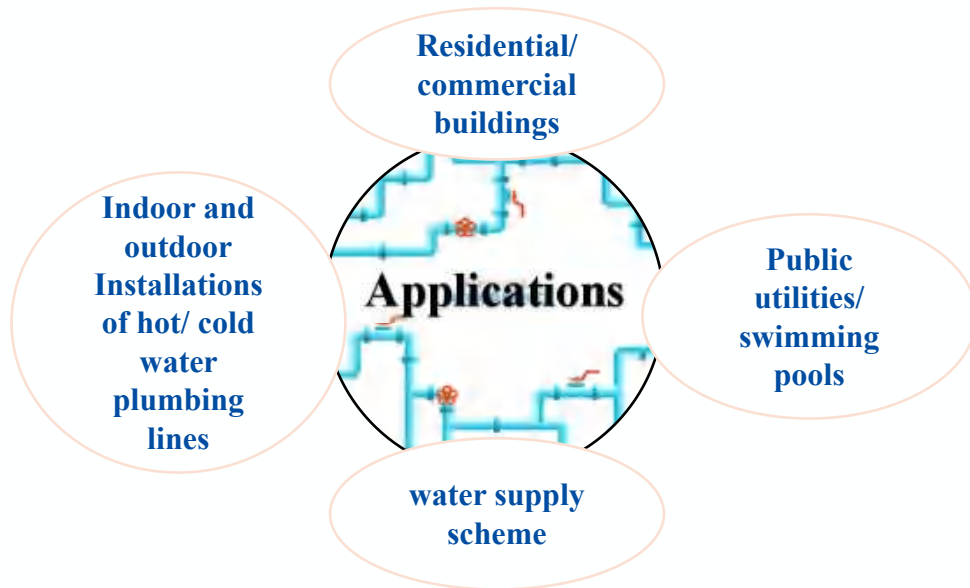 Residential/
commercial
buildings
Indoor and
outdoor
Installations
of hot/ cold
water
plumbing
lines
Applications
Public
utilities/
swimming
pools
water supply
scheme